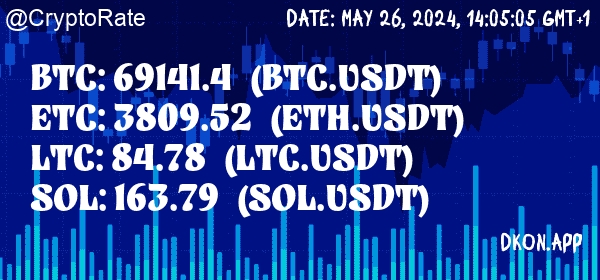 @CryptoRate
DATE: MAY 26, 2024, 14:05:05 GMT+1
BTC: 69141.4 (BTC.USDT)
ETC: 3809.52 (ETH.USDT)
LTC: 84.78 (LTC.USDT)
SOL: 163.79 (SOL.USDT)
DKON.APP